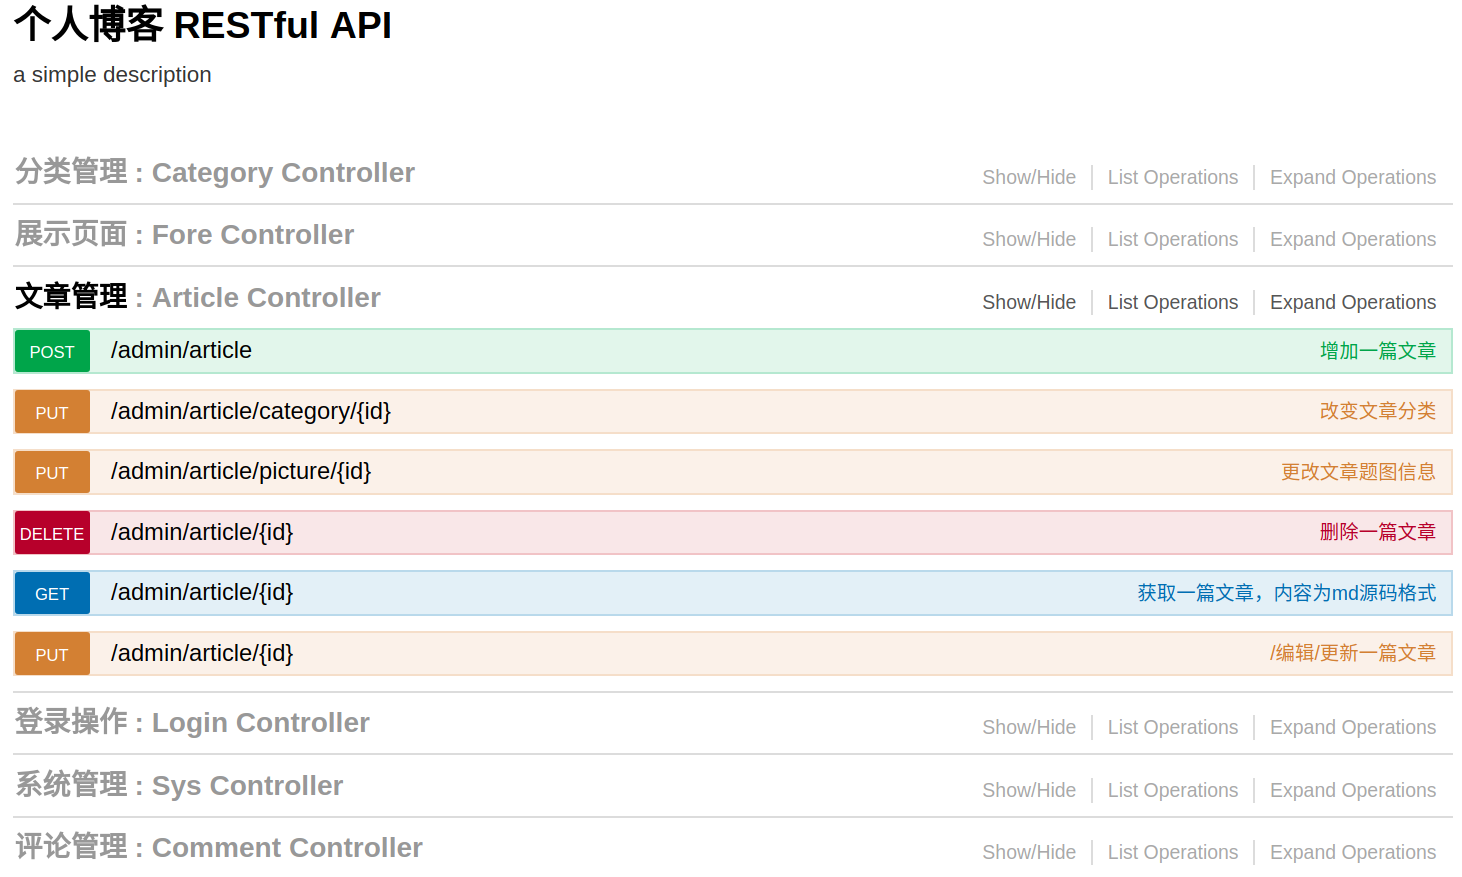 个人博客 RESTful API
a simple description
分类管理 : Category Controller Show/Hide List Operations Expand Operations
展示页面 : Fore Controller Show/Hide List Operations Expand Operations
文章管理 : Article Controller Show/Hide List Operations Expand Operations
POST /admin/article 增加一篇文章
PUT /admin/article/category/{id} 改变文章分类
PUT /admin/article/picture/{id} 更改文章题图信息
DELETE /admin/article/{id} 删除一篇文章
GET /admin/article/{id} 获取一篇文章，内容为md源码格式
PUT /admin/article/{id} /编辑/更新一篇文章
登录操作 : Login Controller Show/Hide List Operations Expand Operations
系统管理 : Sys Controller Show/Hide List Operations Expand Operations
评论管理 : Comment Controller Show/Hide List Operations Expand Operations